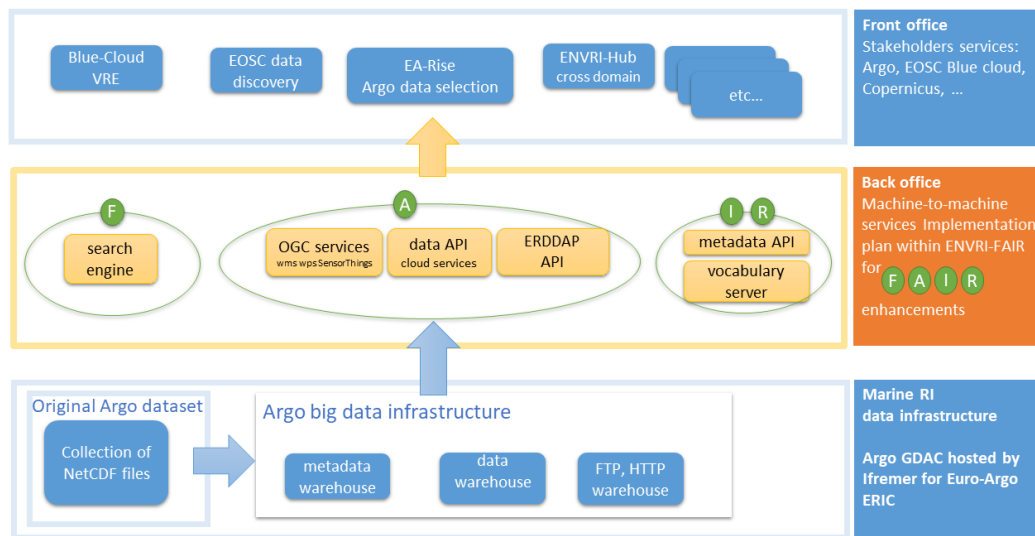 Blue-Cloud
VRE
EOSC data
discovery
EA-Rise
Argo data selection
ENVRI-Hub
cross domain
etc...
Front office
Stakeholders services:
Argo, EOSC Blue cloud,
Copernicus, ...
F
search
engine
A
OGC services
wms wps SensorThings
data API
cloud services
ERDDAP
API
I R
metadata API
vocabulary
server
Back office
Machine-to-machine
services Implementation
plan within ENVRI-FAIR
for F A I R
enhancements
Original Argo dataset
Collection of
NetCDF files
Argo big data infrastructure
metadata
warehouse
data
warehouse
FTP, HTTP
warehouse
Marine RI
data infrastructure
Argo GDAC hosted by
Ifremer for Euro-Argo
ERIC